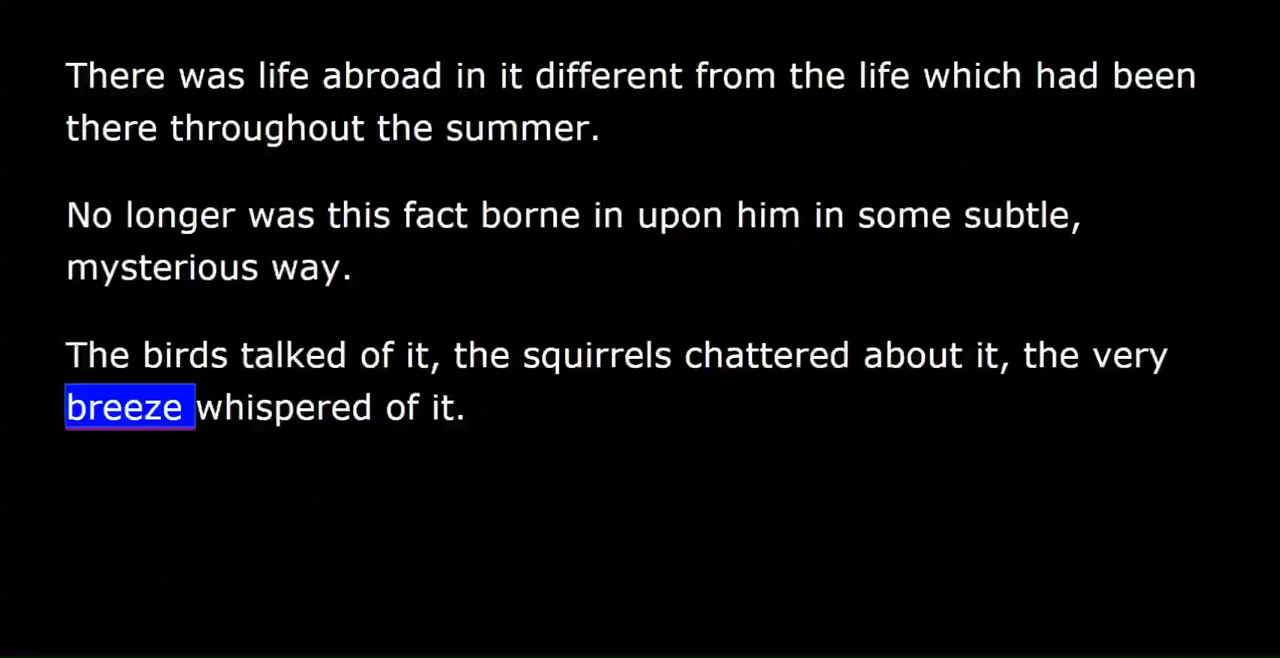 There was life abroad in it different from the life which had been
there throughout the summer.
No longer was this fact borne in upon him in some subtle,
mysterious way.
The birds talked of it, the squirrels chattered about it, the very
breeze whispered of it.